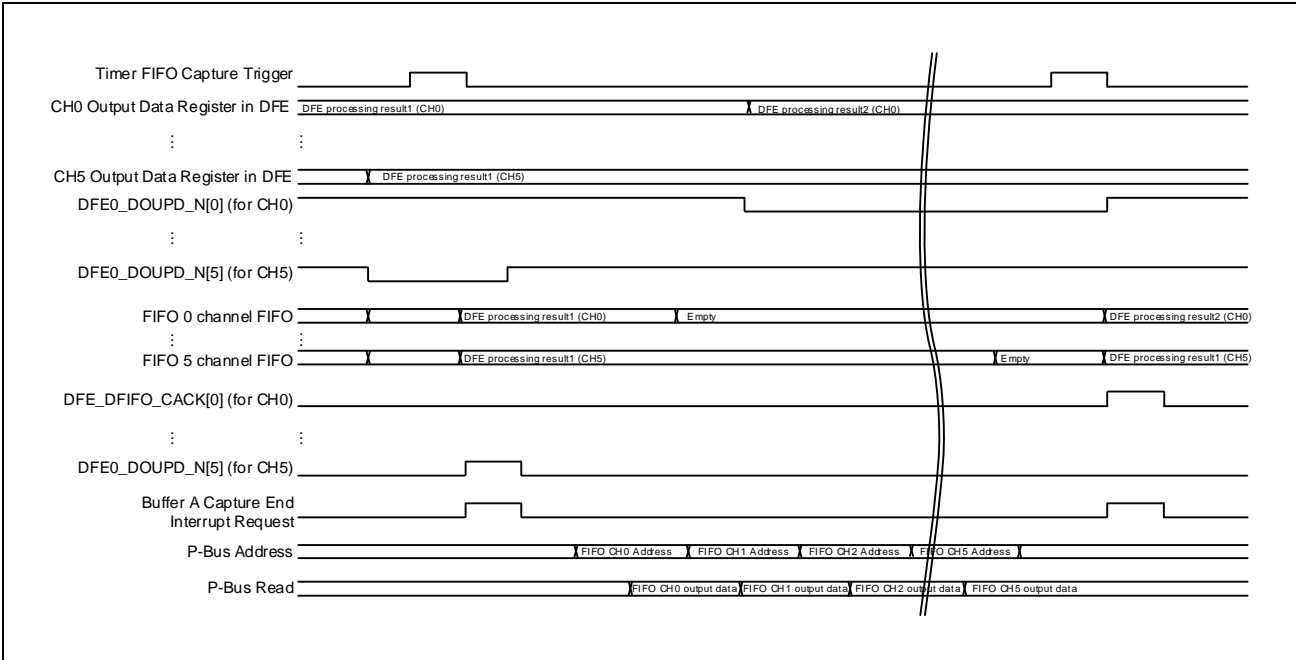 Timer FIFO Capture Trigger
CH0 Output Data Register in DFE DFE processing result1 (CH0) DFE processing result2 (CH0)
⋮ ⋮
CH5 Output Data Register in DFE DFE processing result1 (CH5)
DFE0_DOUPD_N[0] (for CH0)
⋮ ⋮
DFE0_DOUPD_N[5] (for CH5)
FIFO 0 channel FIFO DFE processing result1 (CH0) Empty DFE processing result2 (CH0)
⋮ ⋮
FIFO 5 channel FIFO DFE processing result1 (CH5) Empty DFE processing result1 (CH5)
DFE_DFIFO_CACK[0] (for CH0)
⋮ ⋮
DFE0_DOUPD_N[5] (for CH5)
Buffer A Capture End
Interrupt Request
P-Bus Address FIFO CH0 Address FIFO CH1 Address FIFO CH2 Address FIFO CH5 Address
P-Bus Read FIFO CH0 output data FIFO CH1 output data FIFO CH2 output data FIFO CH5 output data